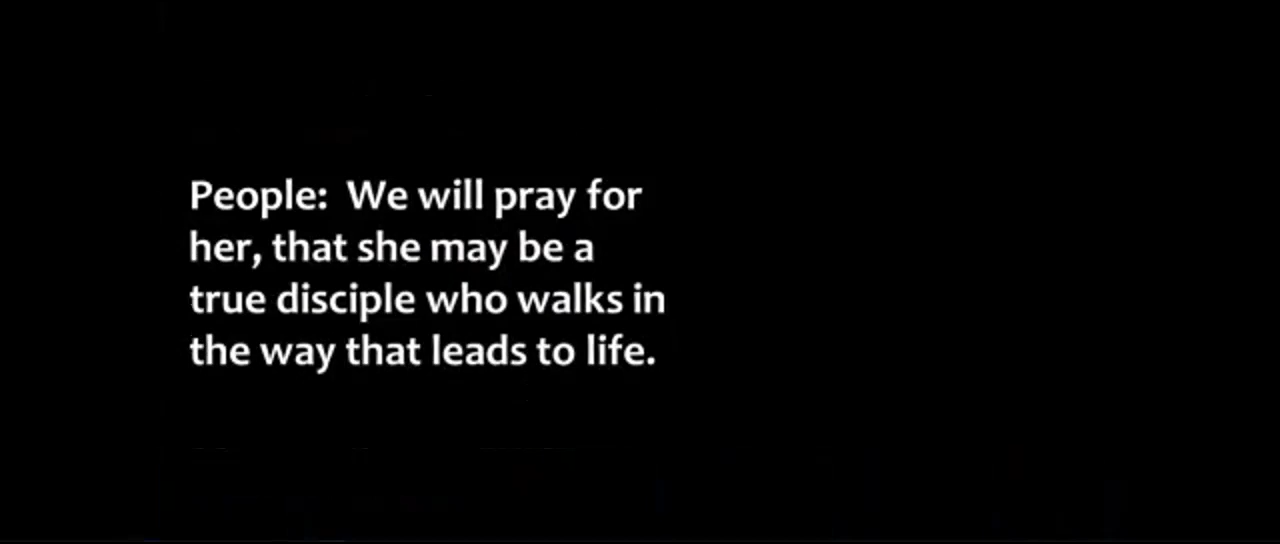 People:  We will pray for
her, that she may be a
true disciple who walks in
the way that leads to life.